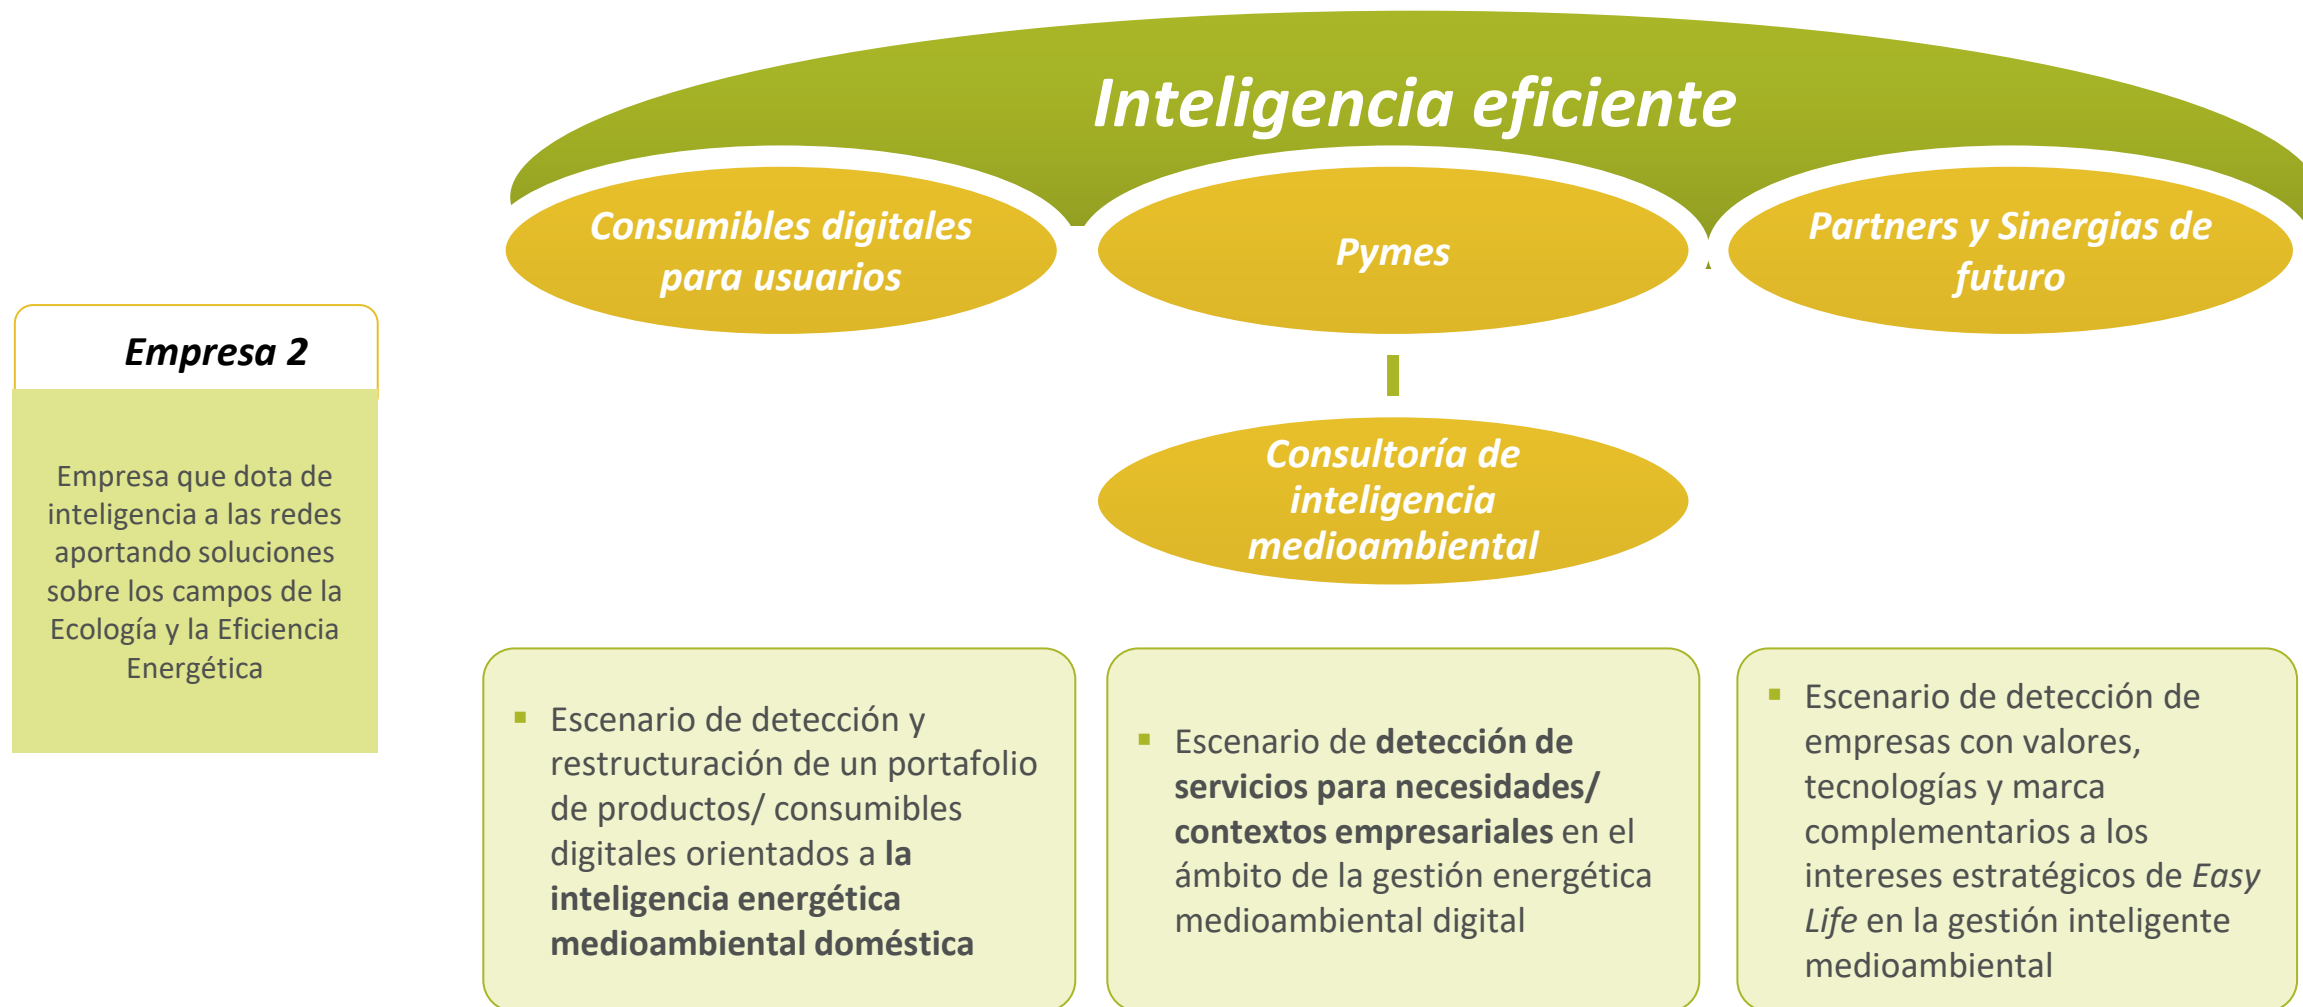 Inteligencia eficiente
Consumibles digitales
para usuarios
Pymes
Partners y Sinergias de
futuro
Empresa 2
Empresa que dota de
inteligencia a las redes
aportando soluciones
sobre los campos de la
Ecología y la Eficiencia
Energética
Consultoría de
inteligencia
medioambiental
▪ Escenario de detección y
restructuración de un portafolio
de productos/ consumibles
digitales orientados a la
inteligencia energética
medioambiental doméstica
▪ Escenario de detección de
servicios para necesidades/
contextos empresariales en el
ámbito de la gestión energética
medioambiental digital
▪ Escenario de detección de
empresas con valores,
tecnologías y marca
complementarios a los
intereses estratégicos de Easy
Life en la gestión inteligente
medioambiental